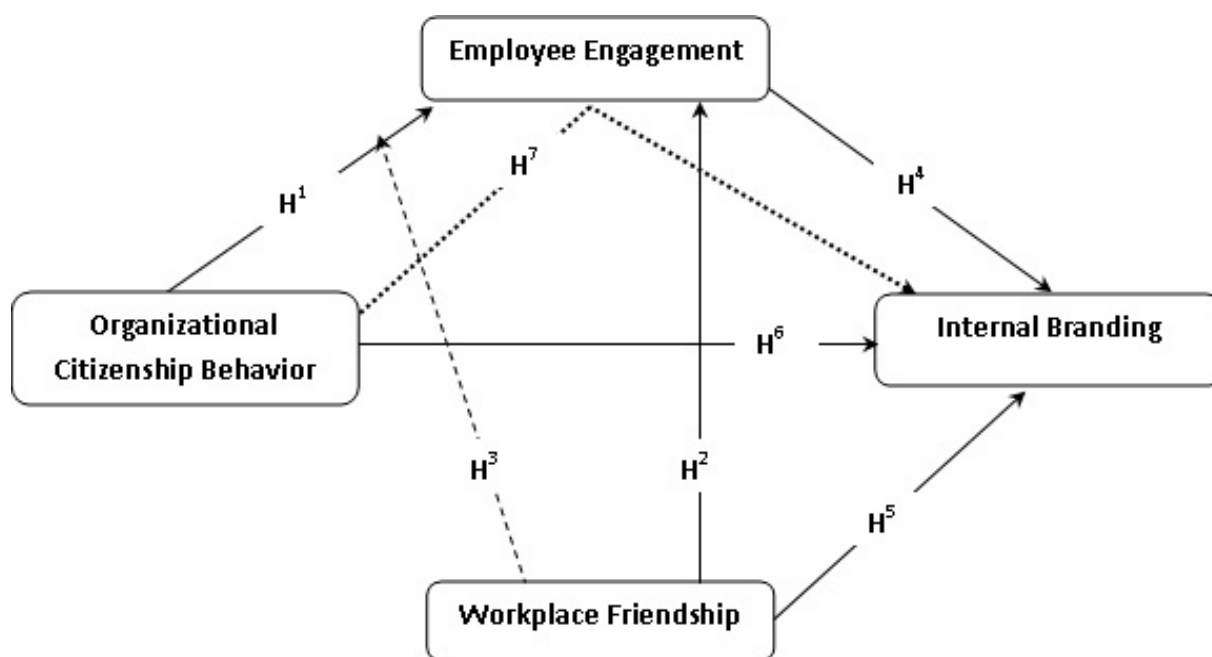 Employee Engagement
H⁷
H⁴
H¹
Organizational
Citizenship Behavior
Internal Branding
H⁶
H³
H²
H⁵
Workplace Friendship